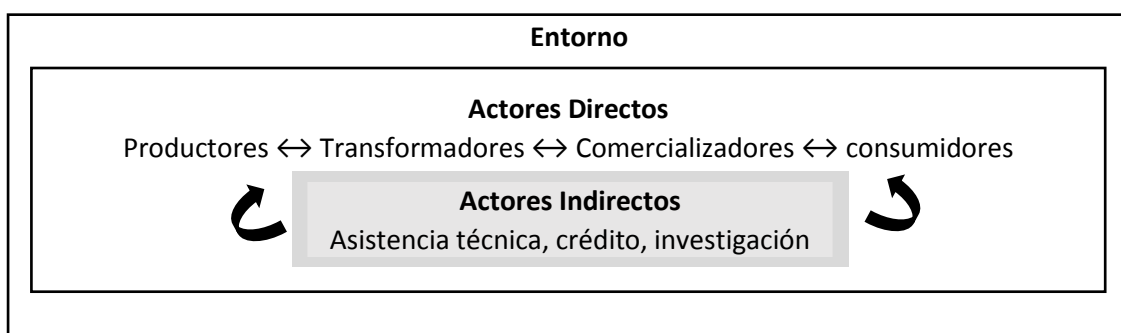 Entorno
Actores Directos
Productores ↔ Transformadores ↔ Comercializadores ↔ consumidores
Actores Indirectos
Asistencia técnica, crédito, investigación